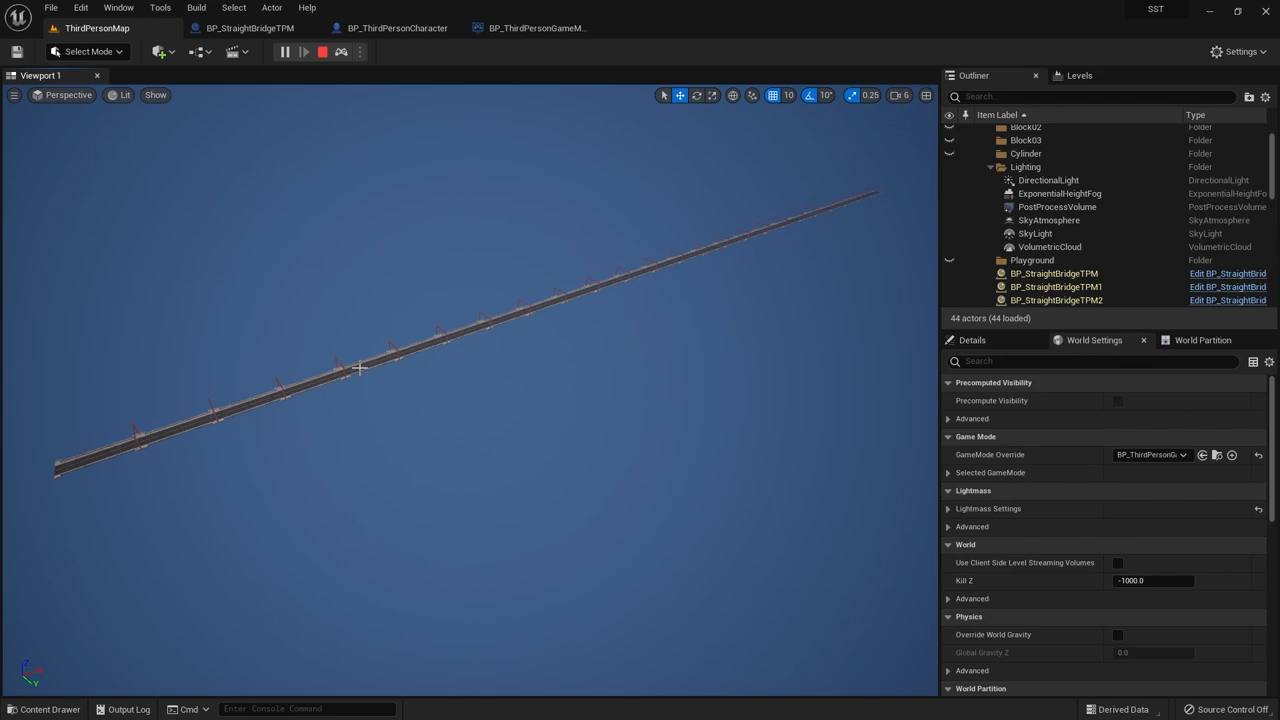 File Edit Window Tools Build Select Actor Help SST
ThirdPersonMap BP_StraightBridgeTPM BP_ThirdPersonCharacter BP_ThirdPersonGameM...
Select Mode Settings
Viewport 1 Outliner Levels
Perspective Lit Show 10 10° 0.25 6 Search...
Item Label Type
Block02 Folder
Block03 Folder
Cylinder Folder
Lighting Folder
DirectionalLight DirectionalLight
ExponentialHeightFog ExponentialHeightFo
PostProcessVolume PostProcessVolume
SkyAtmosphere SkyAtmosphere
SkyLight SkyLight
VolumetricCloud VolumetricCloud
Playground Folder
BP_StraightBridgeTPM Edit BP_StraightBrid
BP_StraightBridgeTPM1 Edit BP_StraightBrid
BP_StraightBridgeTPM2 Edit BP_StraightBrid
44 actors (44 loaded)
Details World Settings World Partition
Search
Precomputed Visibility
Precompute Visibility
Advanced
Game Mode
GameMode Override BP_ThirdPersonGa
Selected GameMode
Lightmass
Lightmass Settings
Advanced
World
Use Client Side Level Streaming Volumes
Kill Z -1000.0
Advanced
Physics
Override World Gravity
Global Gravity Z 0.0
Advanced
World Partition
Z
Y
Content Drawer Output Log Cmd Enter Console Command Derived Data Source Control Off